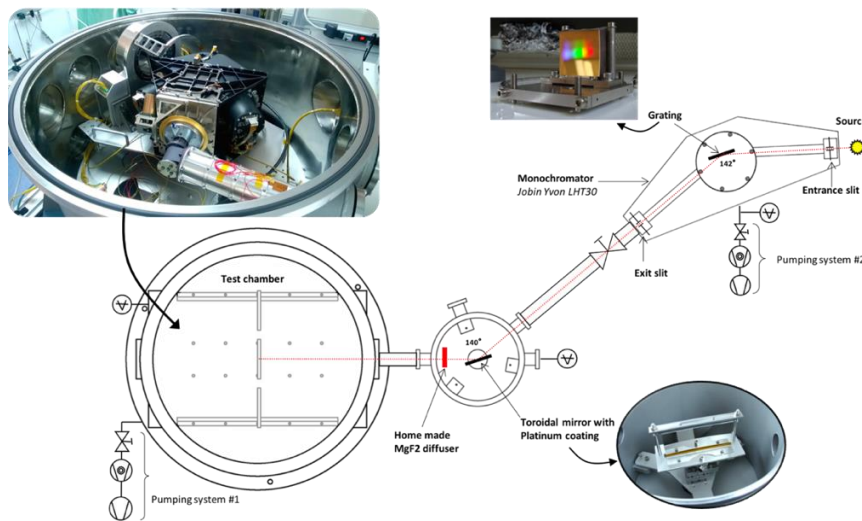 Source
Grating
142°
Monochromator
Jobin Yvon LHT30
Entrance slit
Pumping system #2
Exit slit
Test chamber
140°
Home made
MgF2 diffuser
Toroidal mirror with
Platinum coating
Pumping system #1